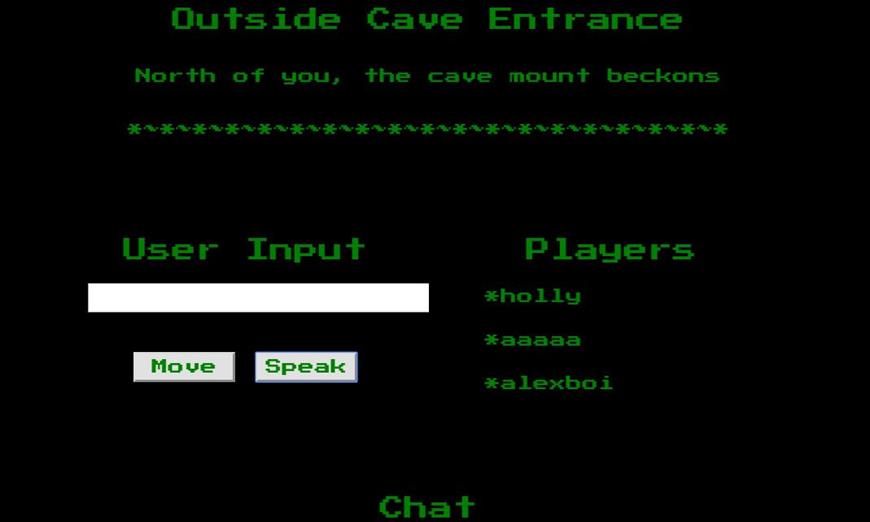 Outside Cave Entrance
North of you, the cave mount beckons
*~*~*~*~*~*~*~*~*~*~*~*~*~*~*~*~*~*~*
User Input
Players
*holly
*aaaaa
Move Speak
*alexboi
Chat